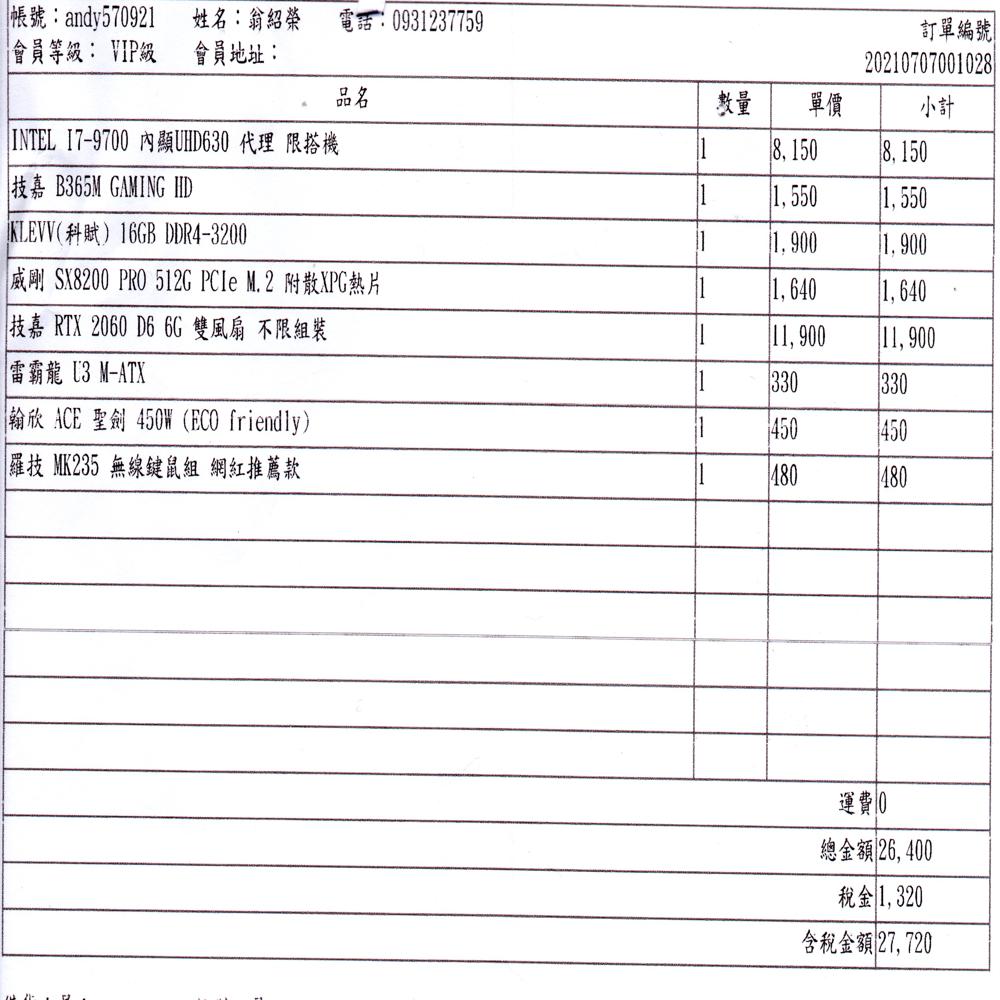 帳號：andy570921 姓名：翁紹榮 電話：0931237759
訂單編號
會員等級： VIP級 會員地址：
20210707001028
品名 數量 單價 小計
INTEL I7-9700 內顯UHD630 代理 限搭機 1 8,150 8,150
技嘉 B365M GAMING HD 1 1,550 1,550
KLEVV(科賦) 16GB DDR4-3200 1 1,900 1,900
威剛 SX8200 PRO 512G PCIe M.2 附散XPG熱片 1 1,640 1,640
技嘉 RTX 2060 D6 6G 雙風扇 不限組裝 1 11,900 11,900
雷霸龍 U3 M-ATX 1 330 330
翰欣 ACE 聖劍 450W (ECO friendly) 1 450 450
羅技 MK235 無線鍵鼠組 網紅推薦款 1 480 480
運費 0
總金額 26,400
稅金 1,320
含稅金額 27,720